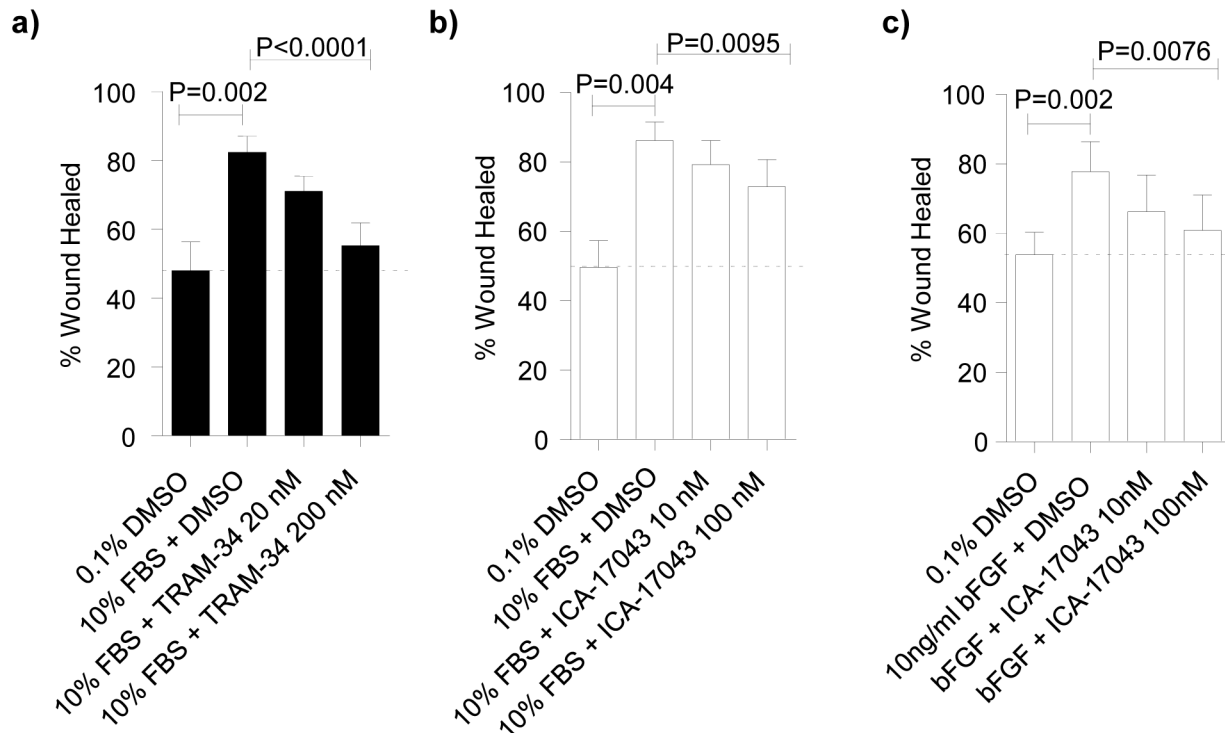 a)
P<0.0001
P=0.002
100
80
60
40
20
0
% Wound Healed
0.1% DMSO
10% FBS + DMSO
10% FBS + TRAM-34 20 nM
10% FBS + TRAM-34 200 nM
b)
P=0.0095
P=0.004
100
80
60
40
20
0
% Wound Healed
0.1% DMSO
10% FBS + DMSO
10% FBS + ICA-17043 10 nM
10% FBS + ICA-17043 100 nM
c)
P=0.0076
P=0.002
100
80
60
40
20
0
% Wound Healed
0.1% DMSO
10ng/ml bFGF + DMSO
bFGF + ICA-17043 10nM
bFGF + ICA-17043 100nM